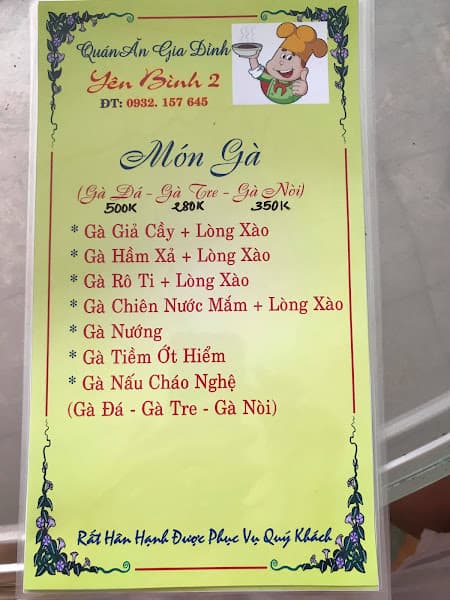 Quán Ăn Gia Đình
Yên Bình 2
ĐT: 0932. 157 645
Món Gà
(Gà Đá - Gà Tre - Gà Nòi)
500K 280K 350K
* Gà Giả Cầy + Lòng Xào
* Gà Hầm Xả + Lòng Xào
* Gà Rô Ti + Lòng Xào
* Gà Chiên Nước Mắm + Lòng Xào
* Gà Nướng
* Gà Tiềm Ớt Hiểm
* Gà Nấu Cháo Nghệ
(Gà Đá - Gà Tre - Gà Nòi)
Rất Hân Hạnh Được Phục Vụ Quý Khách